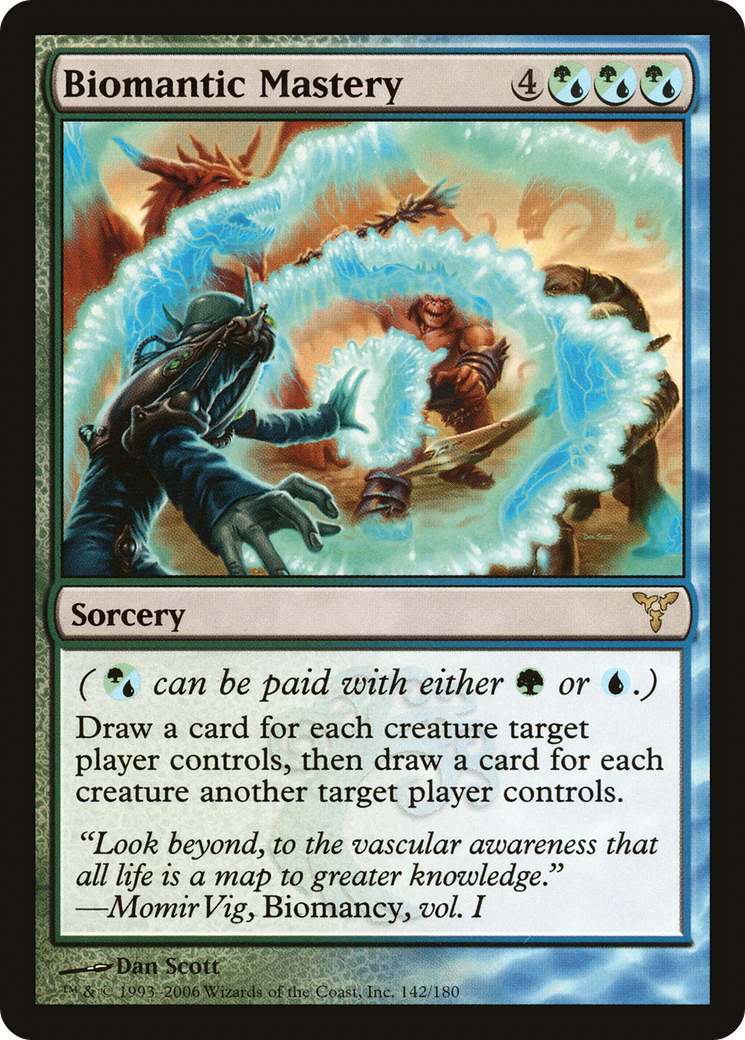 Biomantic Mastery 4
Dan Scott
Sorcery
( can be paid with either or .)
Draw a card for each creature target
player controls, then draw a card for each
creature another target player controls.
“Look beyond, to the vascular awareness that
all life is a map to greater knowledge.”
—Momir Vig, Biomancy, vol. I
Dan Scott
™ & © 1993–2006 Wizards of the Coast, Inc. 142/180